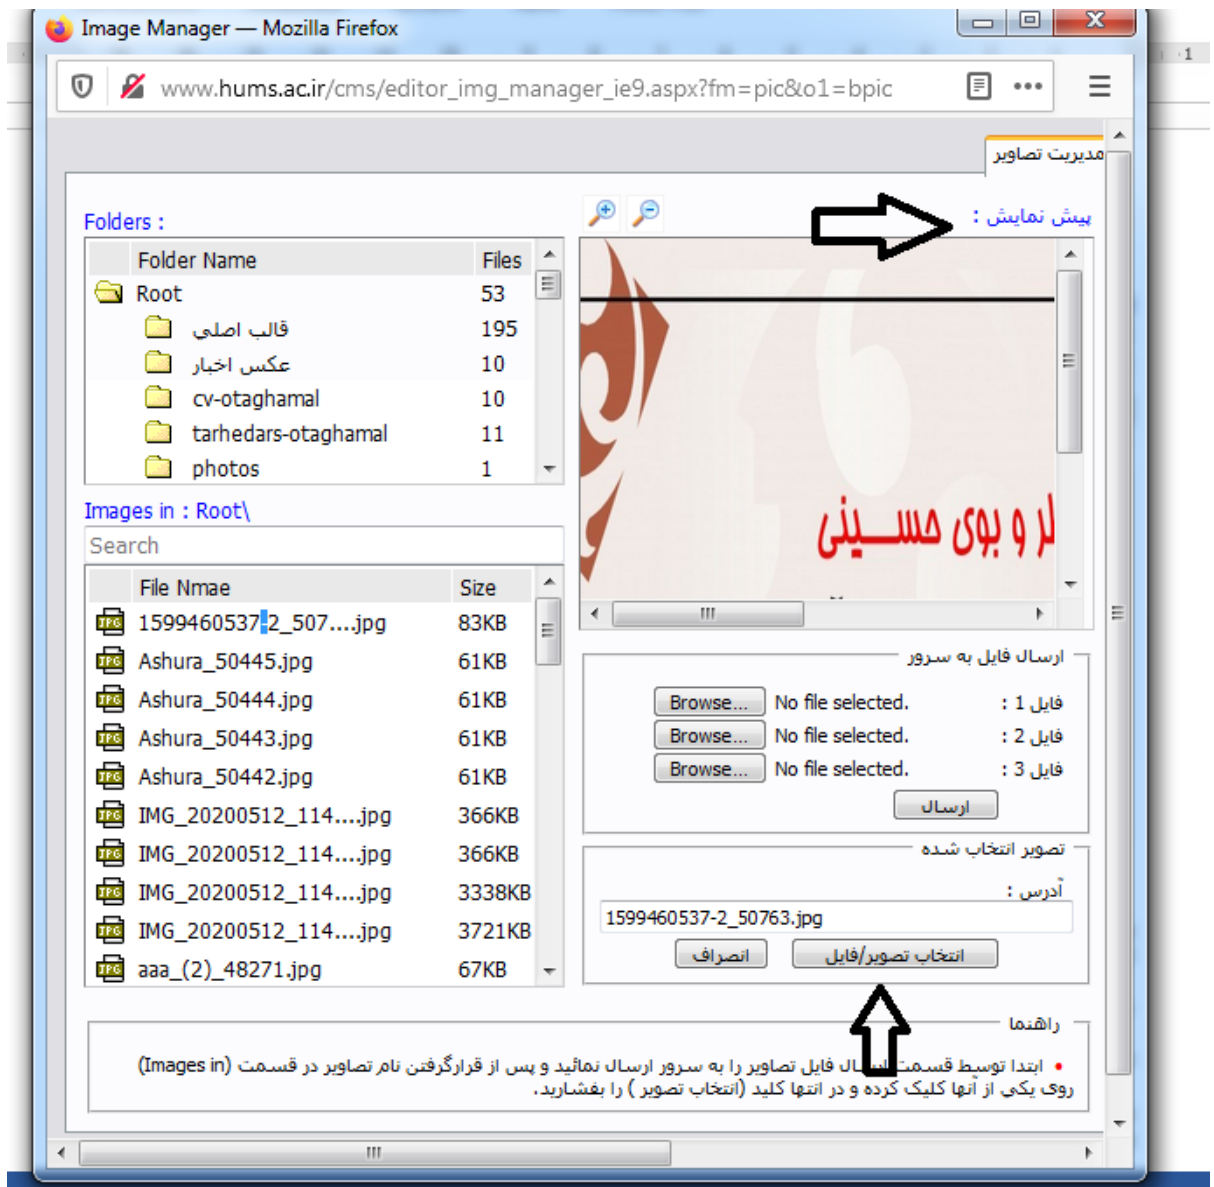 Image Manager — Mozilla Firefox
www.hums.ac.ir/cms/editor_img_manager_ie9.aspx?fm=pic&o1=bpic
1
مدیریت تصاویر
Folders :
پیش نمایش :
Folder Name Files
Root 53
قالب اصلي 195
عکس اخبار 10
cv-otaghamal 10
tarhedars-otaghamal 11
photos 1
و بوی حسـینی
Images in : Root\
Search
File Nmae Size
1599460537-2_507....jpg 83KB
Ashura_50445.jpg 61KB
Ashura_50444.jpg 61KB
Ashura_50443.jpg 61KB
Ashura_50442.jpg 61KB
IMG_20200512_114....jpg 366KB
IMG_20200512_114....jpg 366KB
IMG_20200512_114....jpg 3338KB
IMG_20200512_114....jpg 3721KB
aaa_(2)_48271.jpg 67KB
ارسال فایل به سرور
فایل 1 : Browse... No file selected.
فایل 2 : Browse... No file selected.
فایل 3 : Browse... No file selected.
ارسال
تصویر انتخاب شده
آدرس :
1599460537-2_50763.jpg
انتخاب تصویر/فایل انصراف
راهنما
• ابتدا توسط قسمت ارسال فایل تصاویر را به سرور ارسال نمائید و پس از قرارگرفتن نام تصاویر در قسمت (Images in)
روی یکی از آنها کلیک کرده و در انتها کلید (انتخاب تصویر ) را بفشارید.